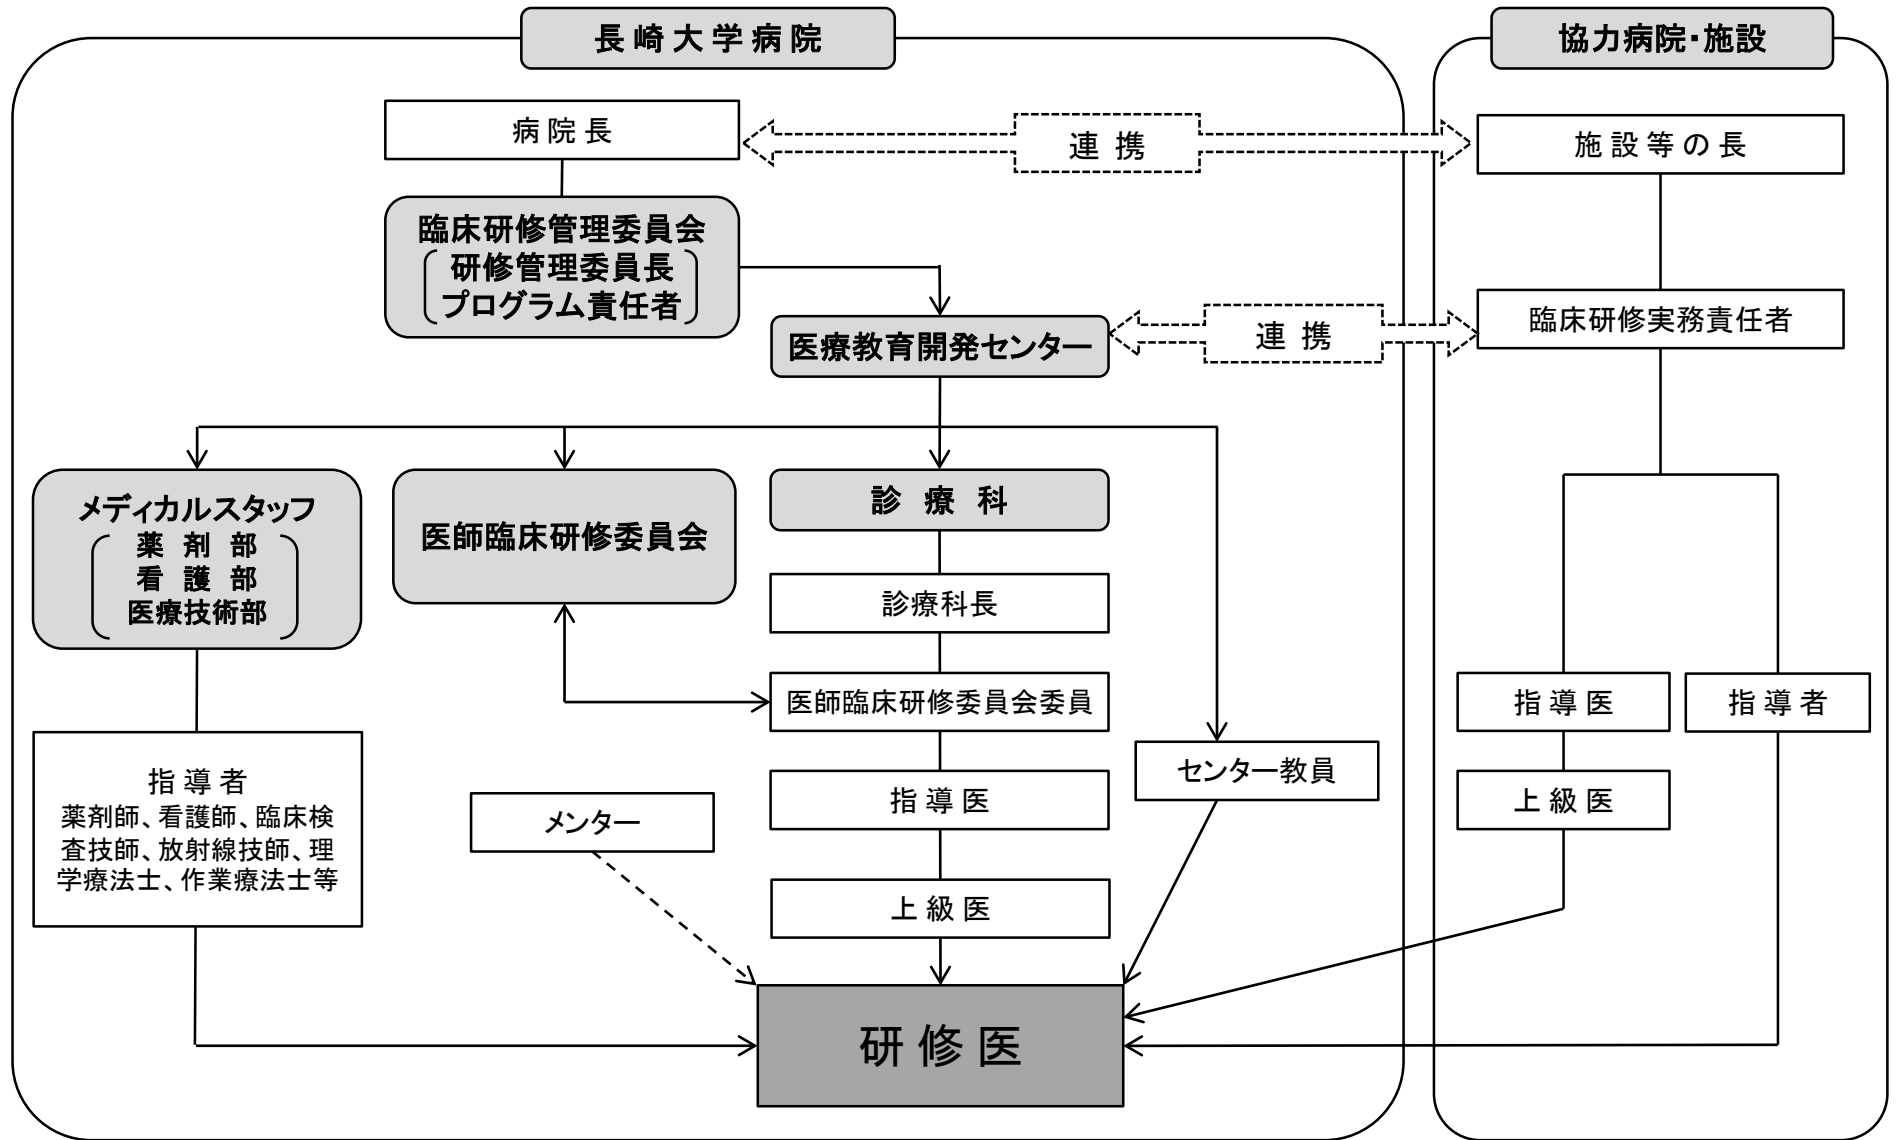 長崎大学病院
協力病院・施設
病院長
連携
施設等の長
臨床研修管理委員会
研修管理委員長
プログラム責任者
医療教育開発センター
連携
臨床研修実務責任者
メディカルスタッフ
薬剤部
看護部
医療技術部
医師臨床研修委員会
診療科
診療科長
医師臨床研修委員会委員
指導医
指導者
センター教員
指導者
薬剤師、看護師、臨床検
査技師、放射線技師、理
学療法士、作業療法士等
メンター
指導医
上級医
上級医
研修医